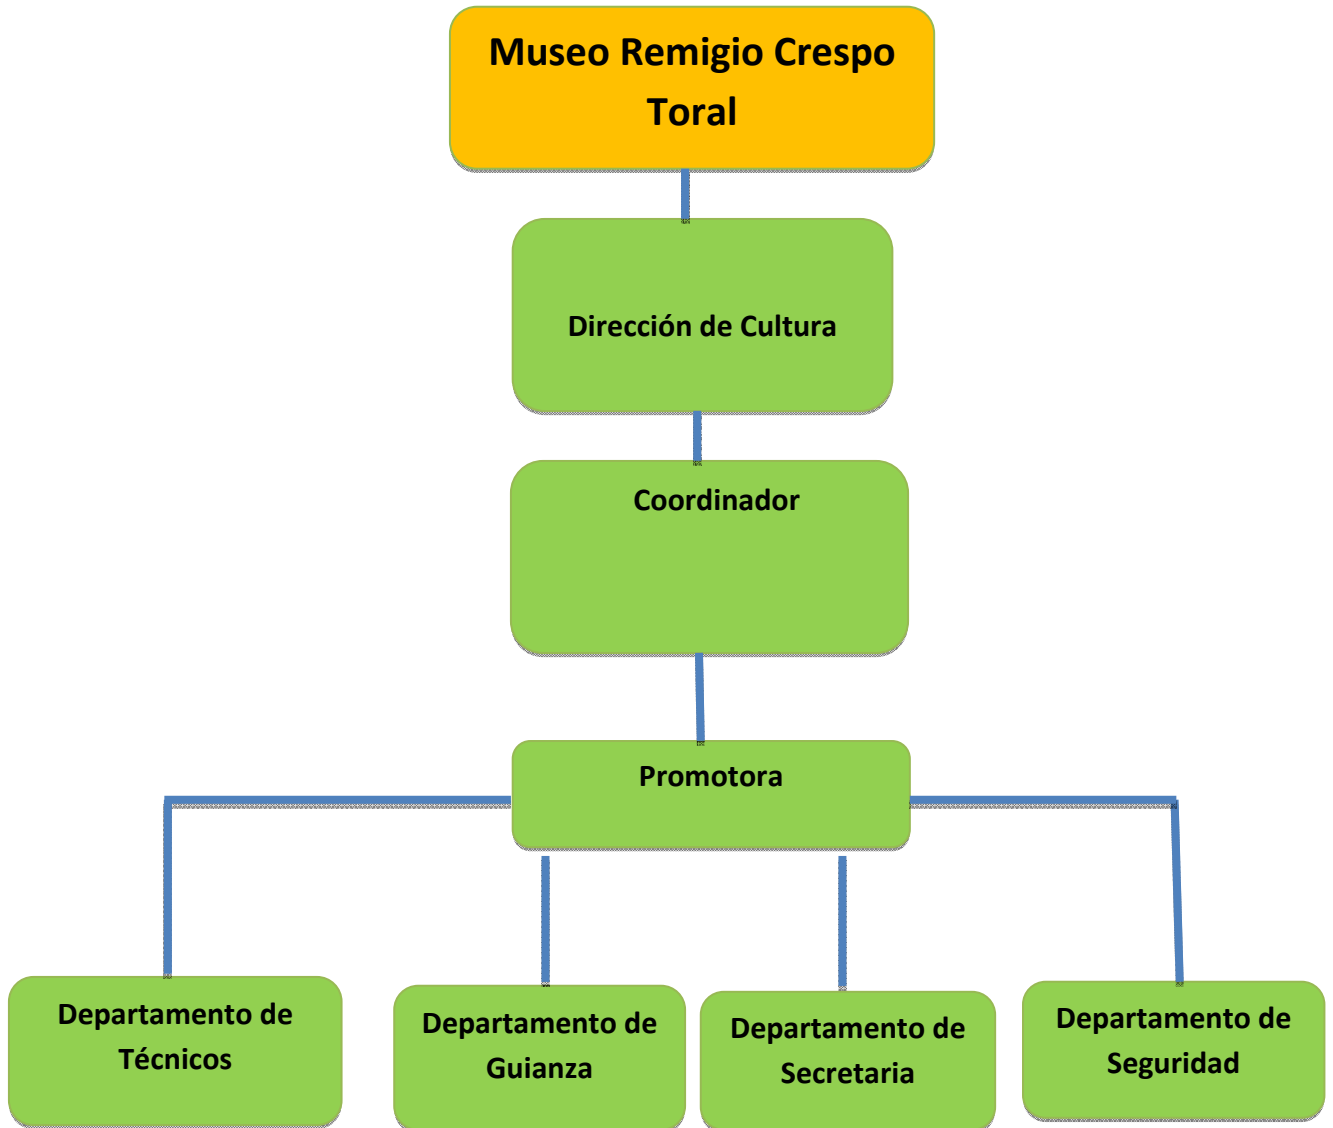 Museo Remigio Crespo
Toral
Dirección de Cultura
Coordinador
Promotora
Departamento de
Técnicos
Departamento de
Guianza
Departamento de
Secretaria
Departamento de
Seguridad